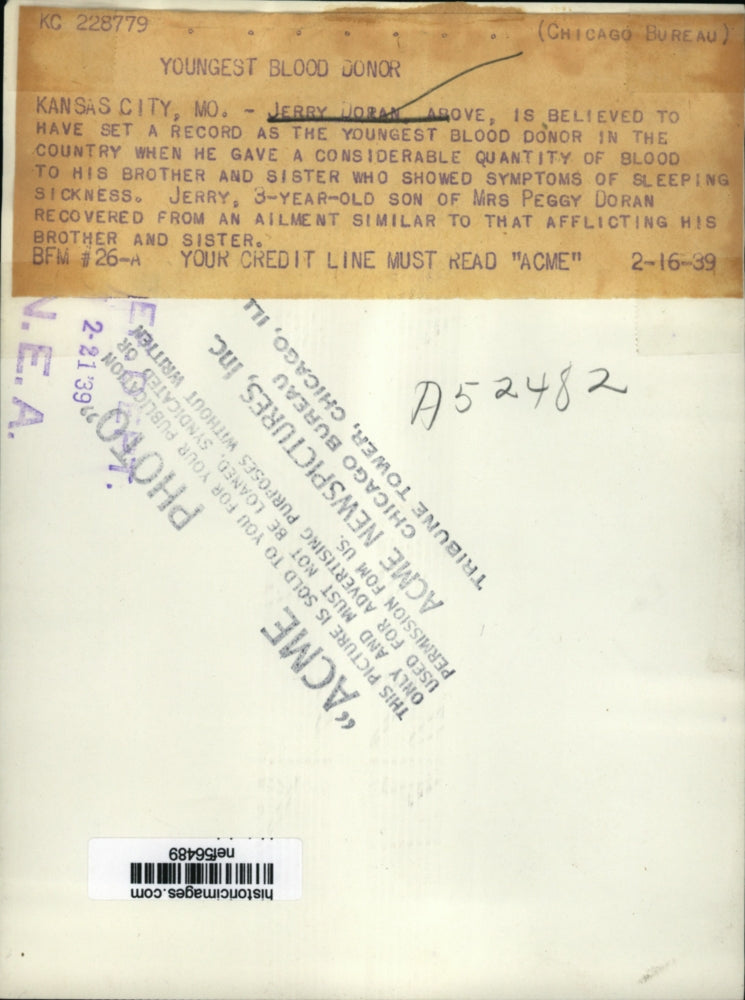 KC 228779 . . . . . . . (CHICAGO BUREAU)
YOUNGEST BLOOD DONOR
KANSAS CITY, MO. - JERRY DORAN, ABOVE, IS BELIEVED TO
HAVE SET A RECORD AS THE YOUNGEST BLOOD DONOR IN THE
COUNTRY WHEN HE GAVE A CONSIDERABLE QUANTITY OF BLOOD
TO HIS BROTHER AND SISTER WHO SHOWED SYMPTOMS OF SLEEPING
SICKNESS. JERRY, 3-YEAR-OLD SON OF MRS PEGGY DORAN
RECOVERED FROM AN AILMENT SIMILAR TO THAT AFFLICTING HIS
BROTHER AND SISTER.
BFM #26-A YOUR CREDIT LINE MUST READ "ACME" 2-16-39
2-21 39
N.E.A.
A52482
"ACME PHOTO"
THIS PICTURE IS SOLD TO YOU FOR YOUR PUBLICATION
ONLY AND MUST NOT BE LOANED, SYNDICATED OR
USED FOR ADVERTISING PURPOSES WITHOUT WRITTEN
PERMISSION FOM US.
ACME NEWSPICTURES, Inc.
CHICAGO BUREAU
TRIBUNE TOWER, CHICAGO, ILL
historicimages.com
nef56489